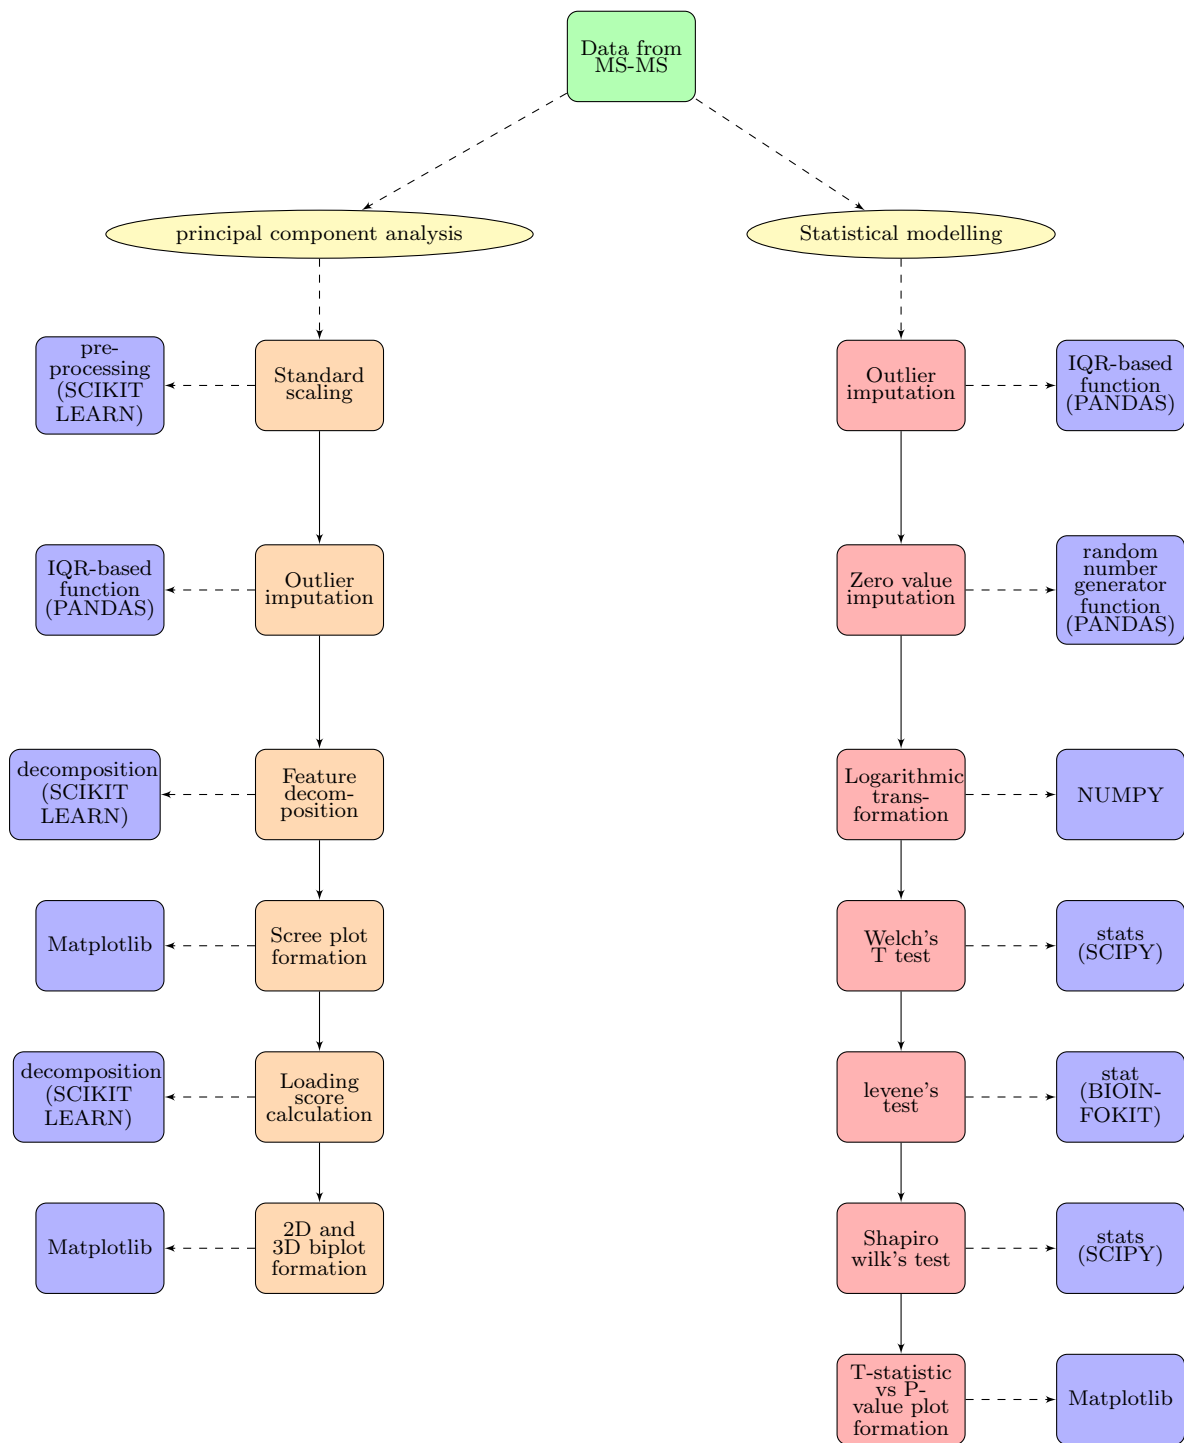 Data from
MS-MS
principal component analysis
Statistical modelling
pre-
processing
(SCIKIT
LEARN)
Standard
scaling
Outlier
imputation
IQR-based
function
(PANDAS)
IQR-based
function
(PANDAS)
Outlier
imputation
Zero value
imputation
random
number
generator
function
(PANDAS)
decomposition
(SCIKIT
LEARN)
Feature
decom-
position
Logarithmic
trans-
formation
NUMPY
Matplotlib
Scree plot
formation
Welch's
T test
stats
(SCIPY)
decomposition
(SCIKIT
LEARN)
Loading
score
calculation
levene's
test
stat
(BIOIN-
FOKIT)
Matplotlib
2D and
3D biplot
formation
Shapiro
wilk's test
stats
(SCIPY)
T-statistic
vs P-
value plot
formation
Matplotlib